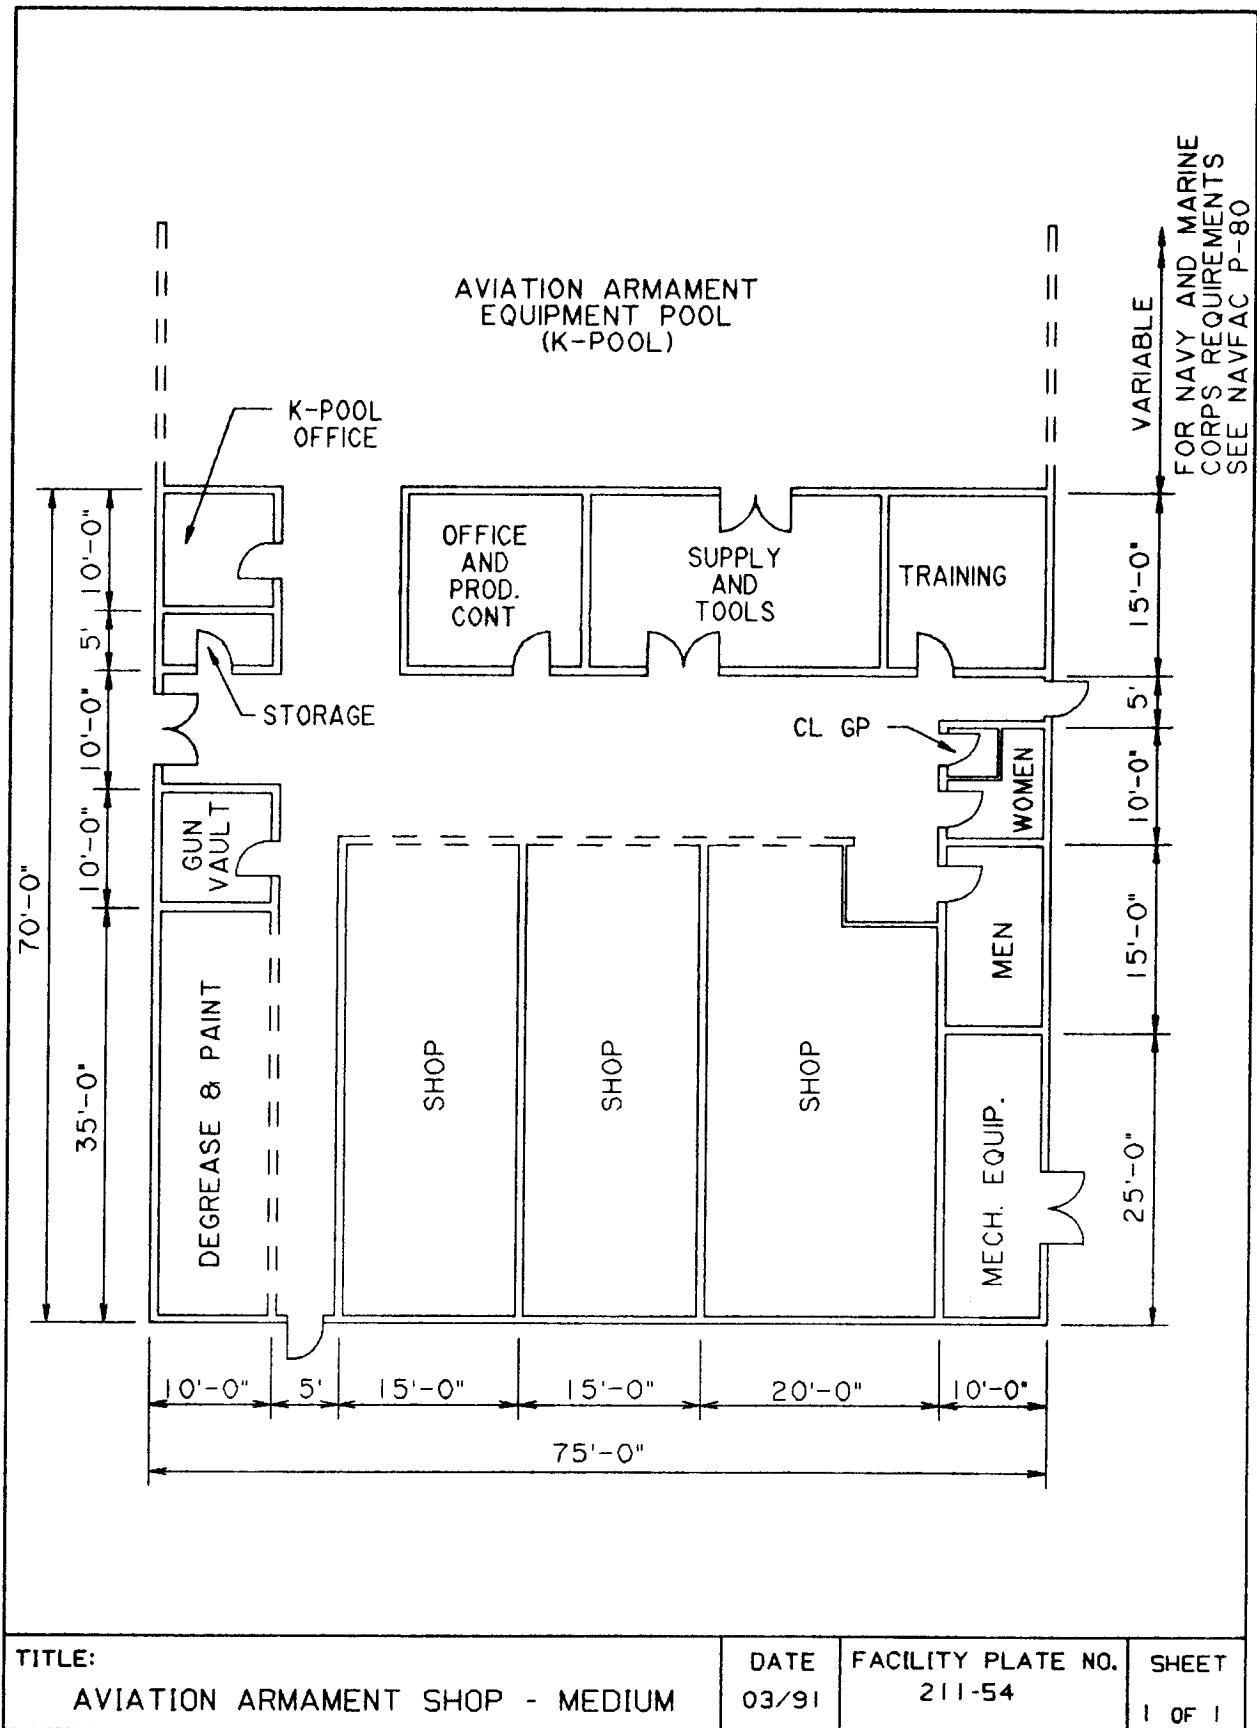 AVIATION ARMAMENT
EQUIPMENT POOL
(K-POOL)
VARIABLE
FOR NAVY AND MARINE
CORPS REQUIREMENTS
SEE NAVFAC P-80
K-POOL
OFFICE
OFFICE
AND
PROD.
CONT
SUPPLY
AND
TOOLS
TRAINING
10'-0"
5'
10'-0"
10'-0"
35'-0"
70'-0"
15'-0"
5'
10'-0"
15'-0"
25'-0"
STORAGE
CL GP
WOMEN
GUN
VAULT
MEN
DEGREASE & PAINT
SHOP
SHOP
SHOP
MECH. EQUIP.
10'-0"
5'
15'-0"
15'-0"
20'-0"
10'-0"
75'-0"
TITLE:
AVIATION ARMAMENT SHOP - MEDIUM
DATE
03/91
FACILITY PLATE NO.
211-54
SHEET
1 OF 1